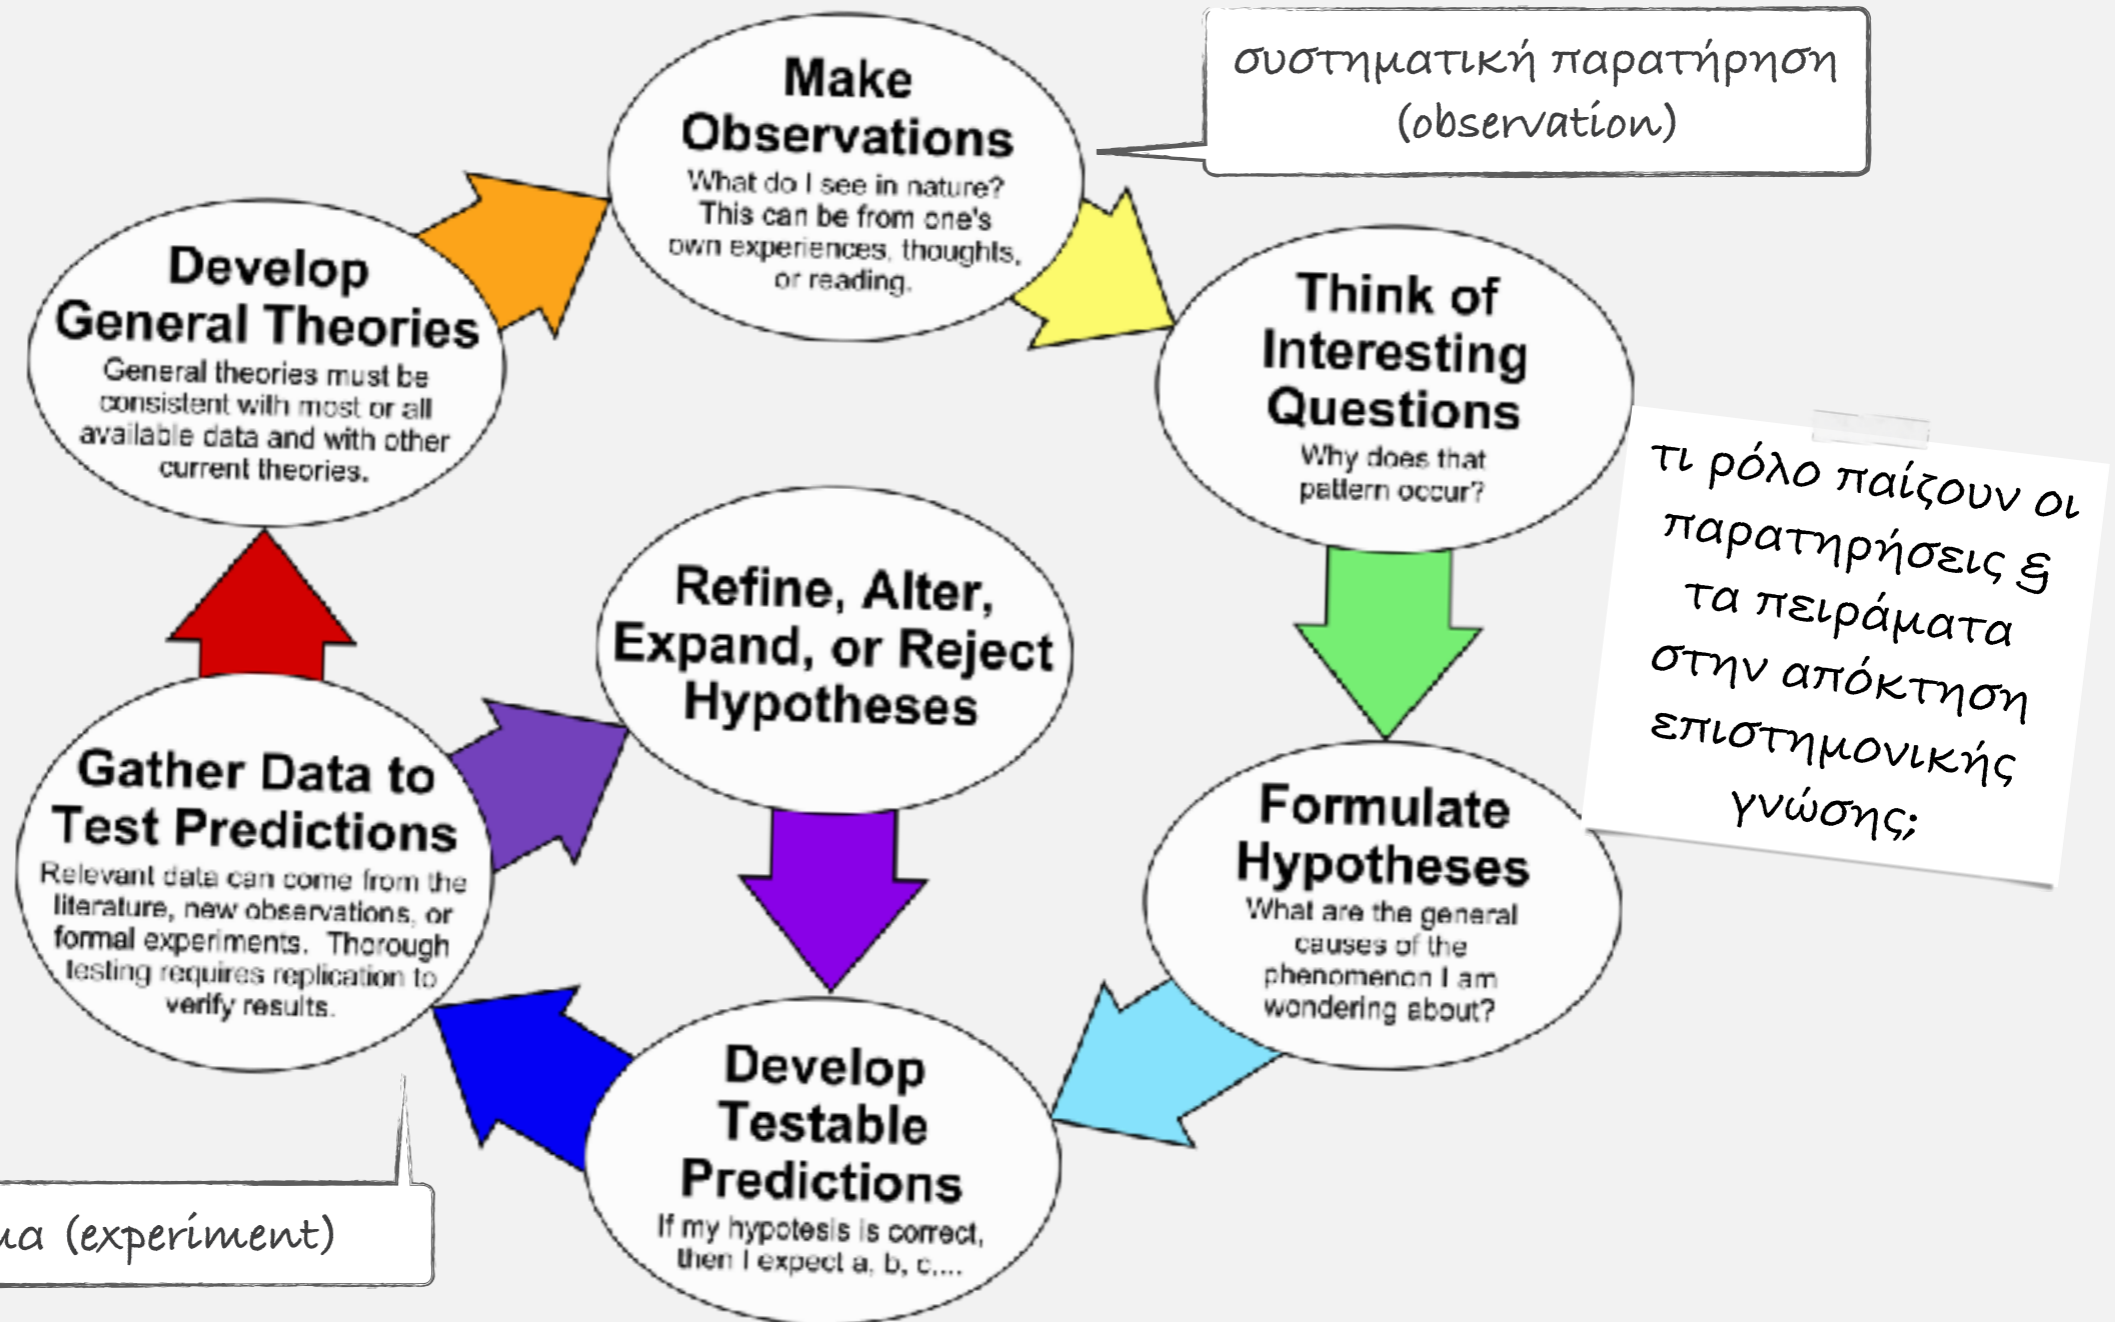 Make
Observations
What do I see in nature?
This can be from one's
own experiences, thoughts,
or reading.
συστηματική παρατήρηση
(observation)
Think of
Interesting
Questions
Why does that
pattern occur?
τι ρόλο παίζουν οι
παρατηρήσεις &
τα πειράματα
στην απόκτηση
επιστημονικής
γνώσης;
Formulate
Hypotheses
What are the general
causes of the
phenomenon I am
wondering about?
Develop
Testable
Predictions
If my hypotesis is correct,
then I expect a, b, c,...
Gather Data to
Test Predictions
Relevant data can come from the
literature, new observations, or
formal experiments. Thorough
testing requires replication to
verify results.
μα (experiment)
Refine, Alter,
Expand, or Reject
Hypotheses
Develop
General Theories
General theories must be
consistent with most or all
available data and with other
current theories.